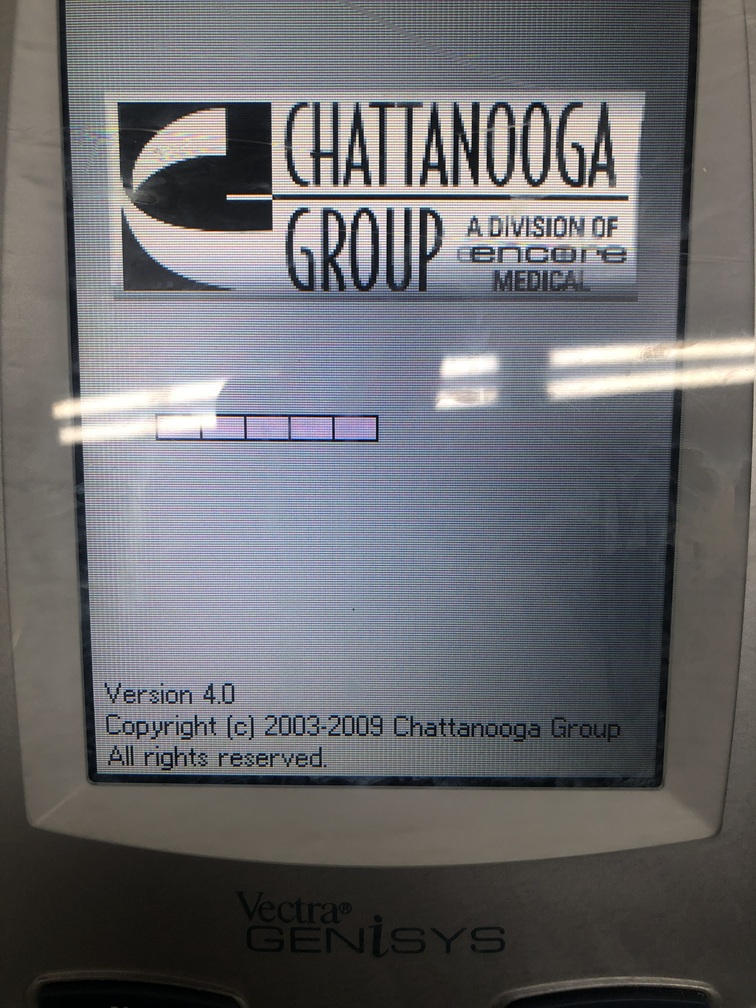 CHATTANOOGA
GROUP
A DIVISION OF
encore
MEDICAL
Version 4.0
Copyright (c) 2003-2009 Chattanooga Group
All rights reserved.
Vectra®
GENiSYS